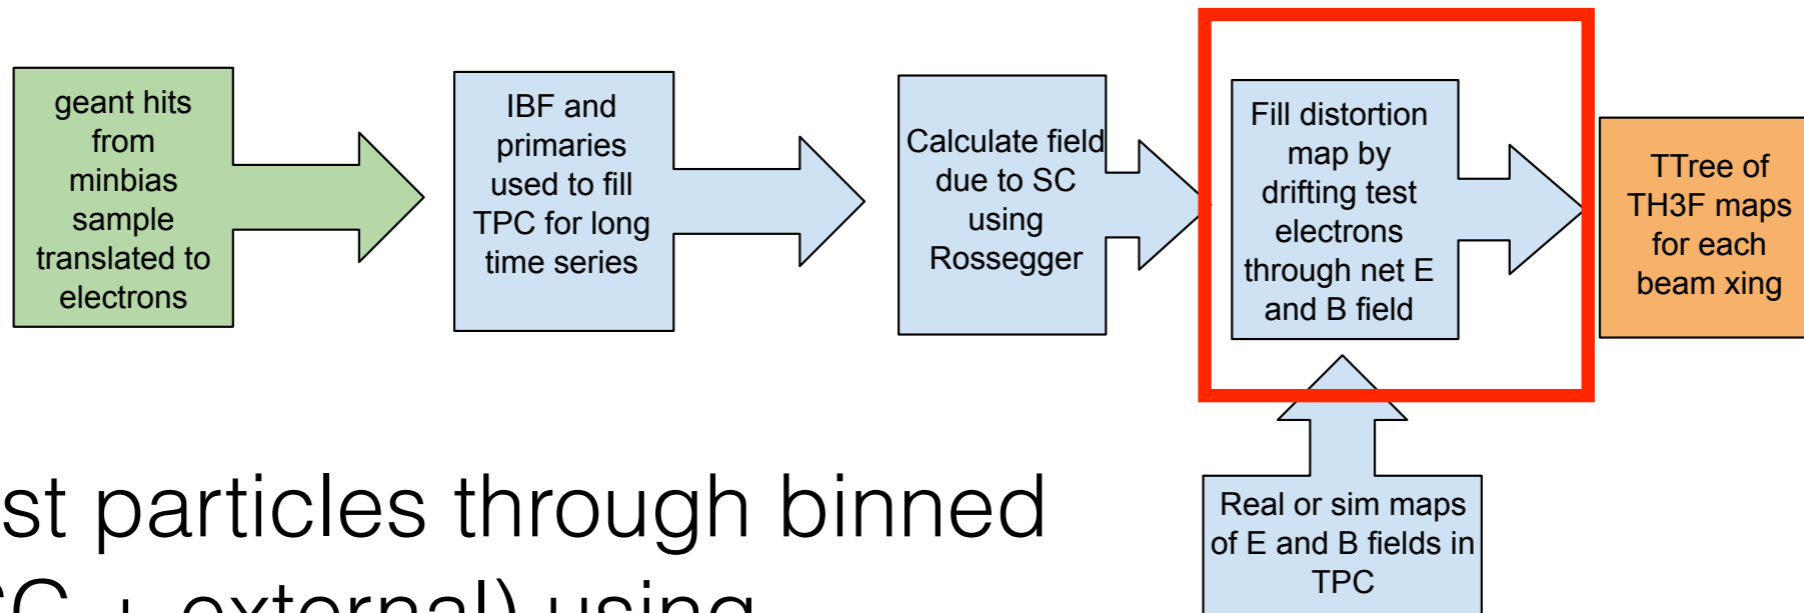 geant hits
from
minbias
sample
translated to
electrons
IBF and
primaries
used to fill
TPC for long
time series
Calculate field
due to SC
using
Rossegger
Fill distortion
map by
drifting test
electrons
through net E
and B field
TTree of
TH3F maps
for each
beam xing
Real or sim maps
of E and B fields in
TPC
st particles through binned
+ external) using